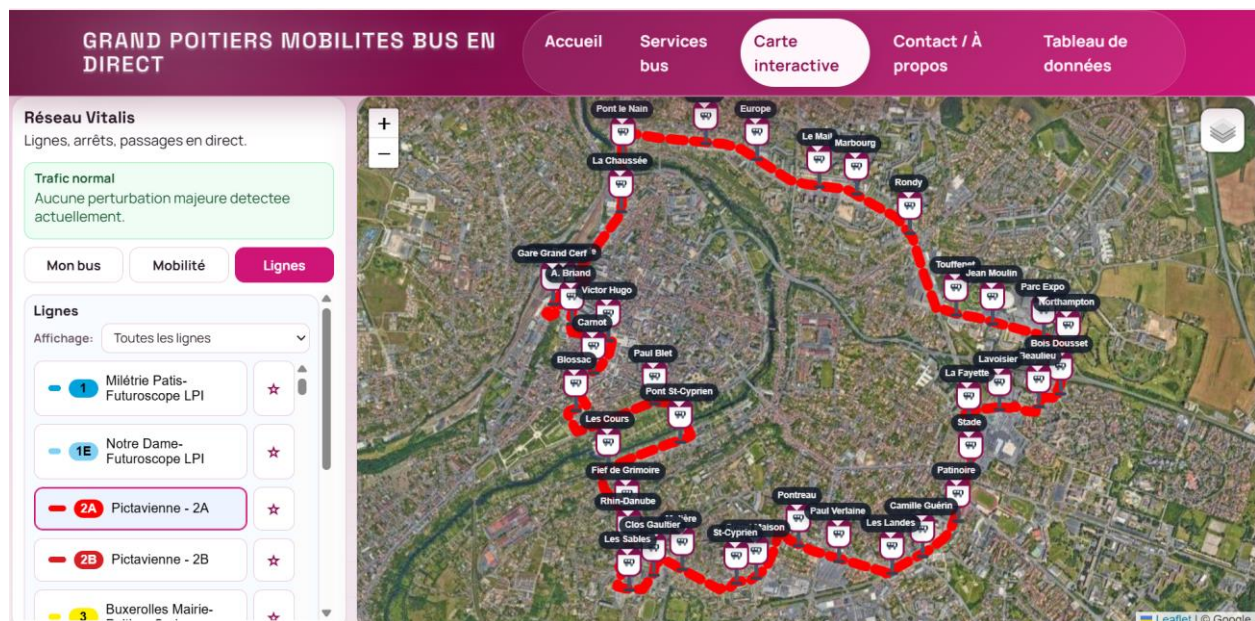 GRAND POITIERS MOBILITES BUS EN
DIRECT
Accueil
Services
bus
Carte
interactive
Contact / À
propos
Tableau de
données
Réseau Vitalis
Lignes, arrêts, passages en direct.
Trafic normal
Aucune perturbation majeure detectee
actuellement.
Mon bus
Mobilité
Lignes
Lignes
Affichage:
Toutes les lignes
1
Milétrie Patis-
Futuroscope LPI
1E
Notre Dame-
Futuroscope LPI
2A
Pictavienne - 2A
2B
Pictavienne - 2B
3
Buxerolles Mairie-
+
−
Pont le Nain
Europe
Le Mail
Marbourg
La Chaussée
Rondy
Gare Grand Cerf
A. Briand
Victor Hugo
Touffenet
Jean Moulin
Parc Expo
Northampton
Carnot
Blossac
Paul Blet
Bois Dousset
Lavoisier
Beaulieu
La Fayette
Pont St-Cyprien
Les Cours
Stade
Fief de Grimoire
Patinoire
Rhin-Danube
Pontreau
Camille Guérin
Paul Verlaine
Clos Gaultier
Les Landes
St-Cyprien
Maison
Les Sables
Leaflet | © Google